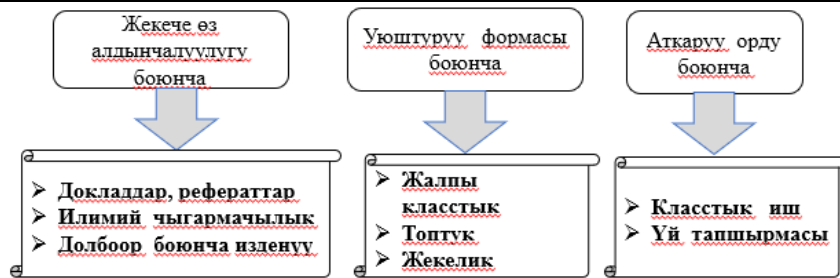 Жекече өз
алдынчалуулугу
боюнча
Уюштуруу формасы
боюнча
Аткаруу орду
боюнча
➤ Докладдар, рефераттар
➤ Илимий чыгармачылык
➤ Долбоор боюнча изденүү
➤ Жалпы
класстык
➤ Топтук
➤ Жекелик
➤ Класстык иш
➤ Үй тапшырмасы